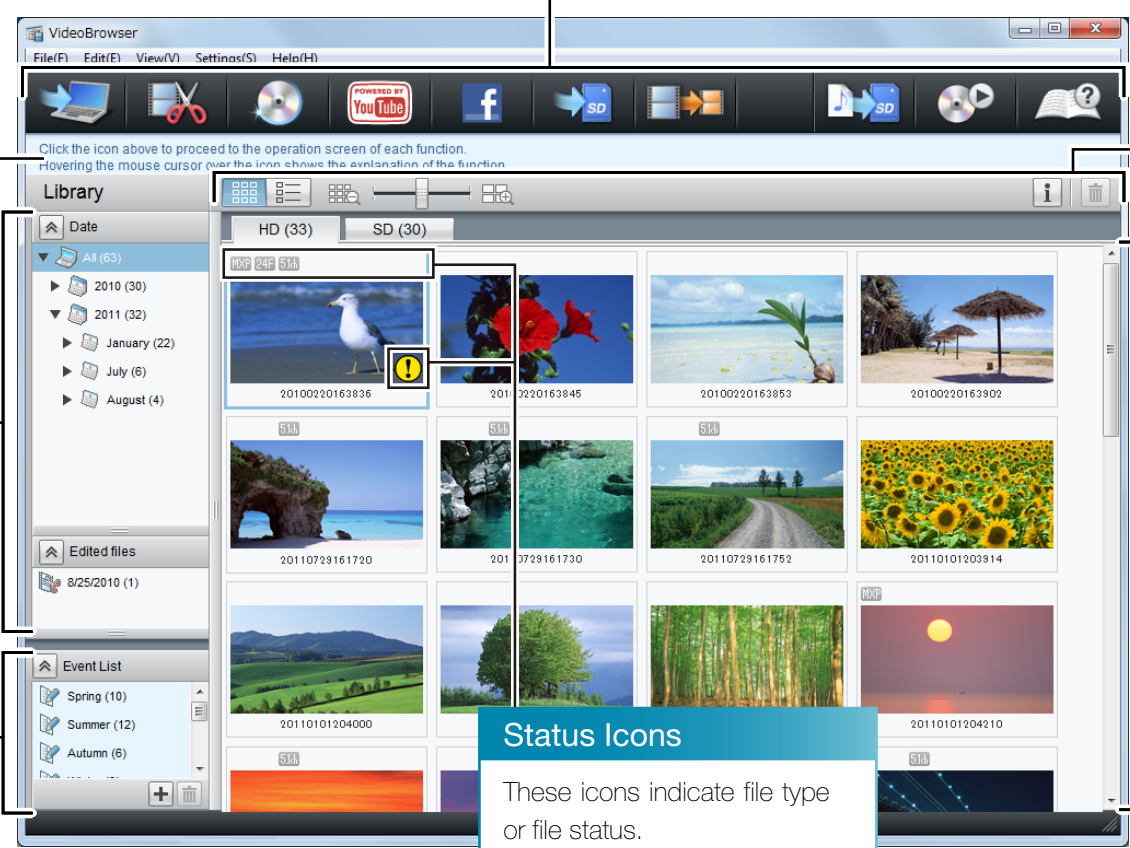 VideoBrowser
File(F) Edit(E) View(V) Settings(S) Help(H)
POWERED BY
YouTube
f
SD
SD
?
Click the icon above to proceed to the operation screen of each function.
Hovering the mouse cursor over the icon shows the explanation of the function
Library
i
Date
HD (33) SD (30)
All (63)
MXP 24F 5.1ch
2010 (30)
2011 (32)
January (22)
July (6)
August (4)
!
20100220163836
20100220163845
20100220163853
20100220163902
5.1ch
5.1ch
5.1ch
20110729161720
20110729161730
20110729161752
20110101203914
Edited files
8/25/2010 (1)
MXP
Event List
Spring (10)
Summer (12)
Autumn (6)
20110101204000
20110101204210
5.1ch
5.1ch
Status Icons
These icons indicate file type
or file status.